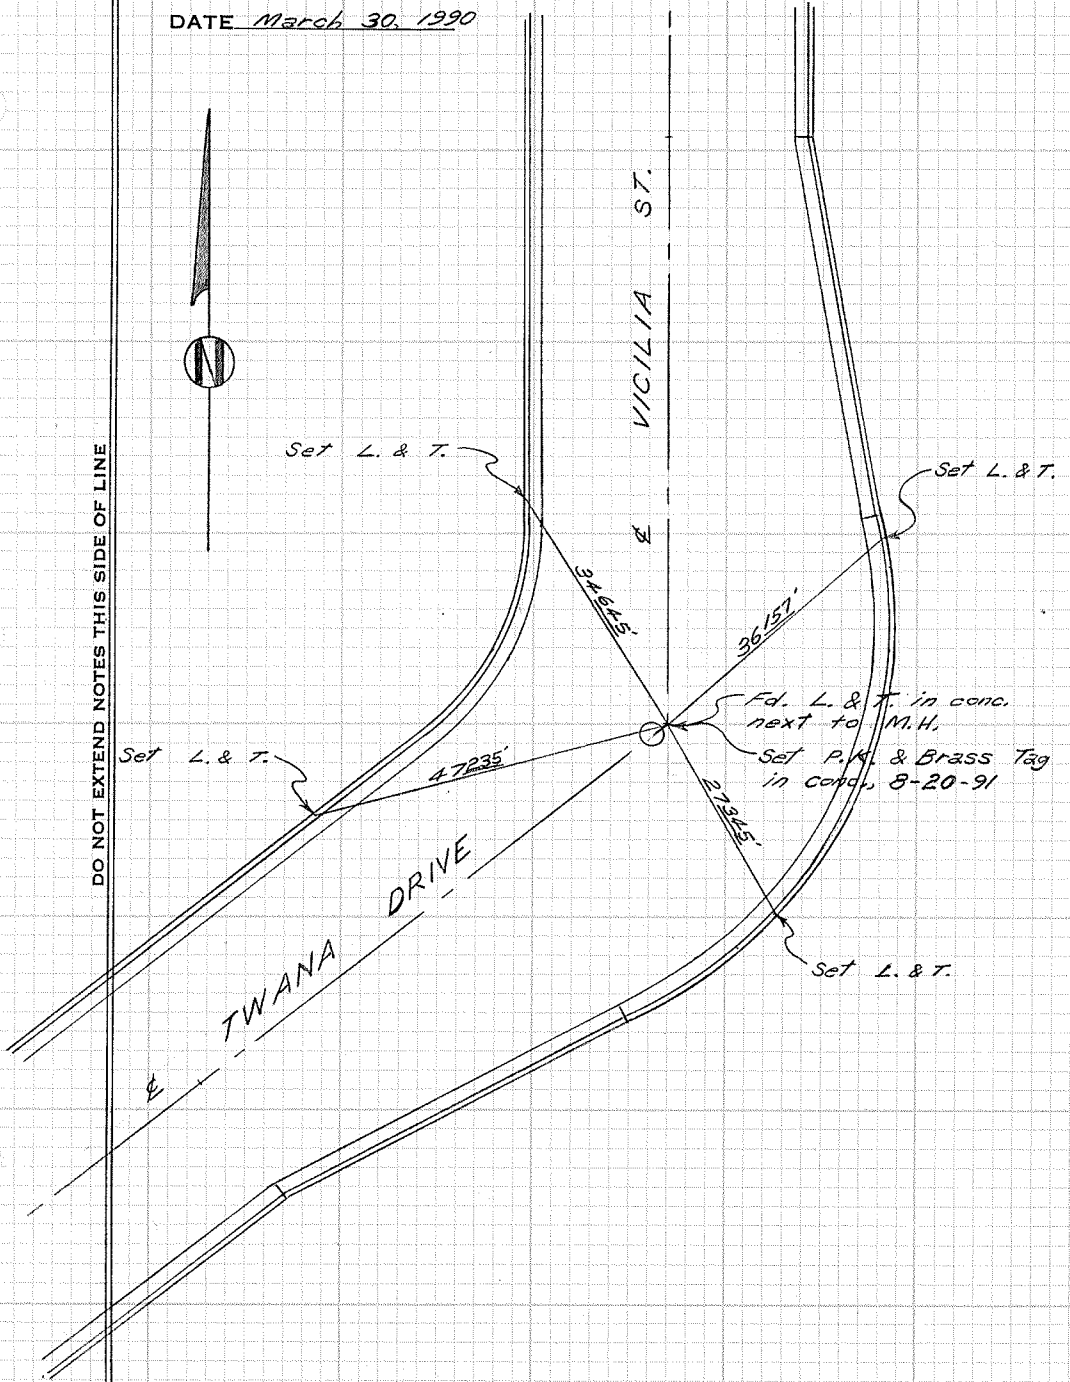 DATE March 30, 1990
N
VICILIA ST.
℄
Set L. & T.
Set L. & T.
34.645'
36.157'
Fd. L. & T. in conc.
next to M.H.
Set P.K. & Brass Tag
in conc., 8-20-91
Set L. & T.
47.235'
27.345'
Set L. & T.
℄ TWANA DRIVE
DO NOT EXTEND NOTES THIS SIDE OF LINE